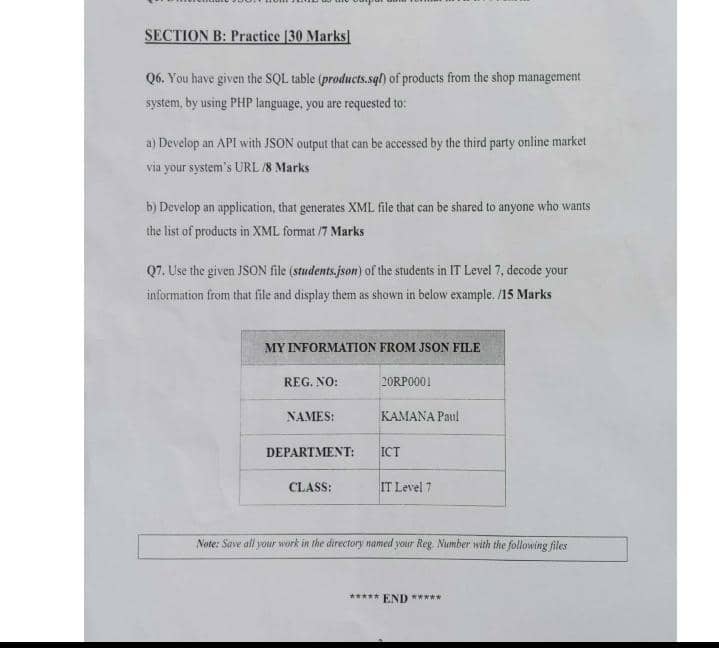 SECTION B: Practice [30 Marks]
Q6. You have given the SQL table (products.sql) of products from the shop management
system, by using PHP language, you are requested to:
a) Develop an API with JSON output that can be accessed by the third party online market
via your system's URL /8 Marks
b) Develop an application, that generates XML file that can be shared to anyone who wants
the list of products in XML format /7 Marks
Q7. Use the given JSON file (students.json) of the students in IT Level 7, decode your
information from that file and display them as shown in below example. /15 Marks
MY INFORMATION FROM JSON FILE
REG. NO: 20RP0001
NAMES: KAMANA Paul
DEPARTMENT: ICT
CLASS: IT Level 7
Note: Save all your work in the directory named your Reg. Number with the following files
***** END *****